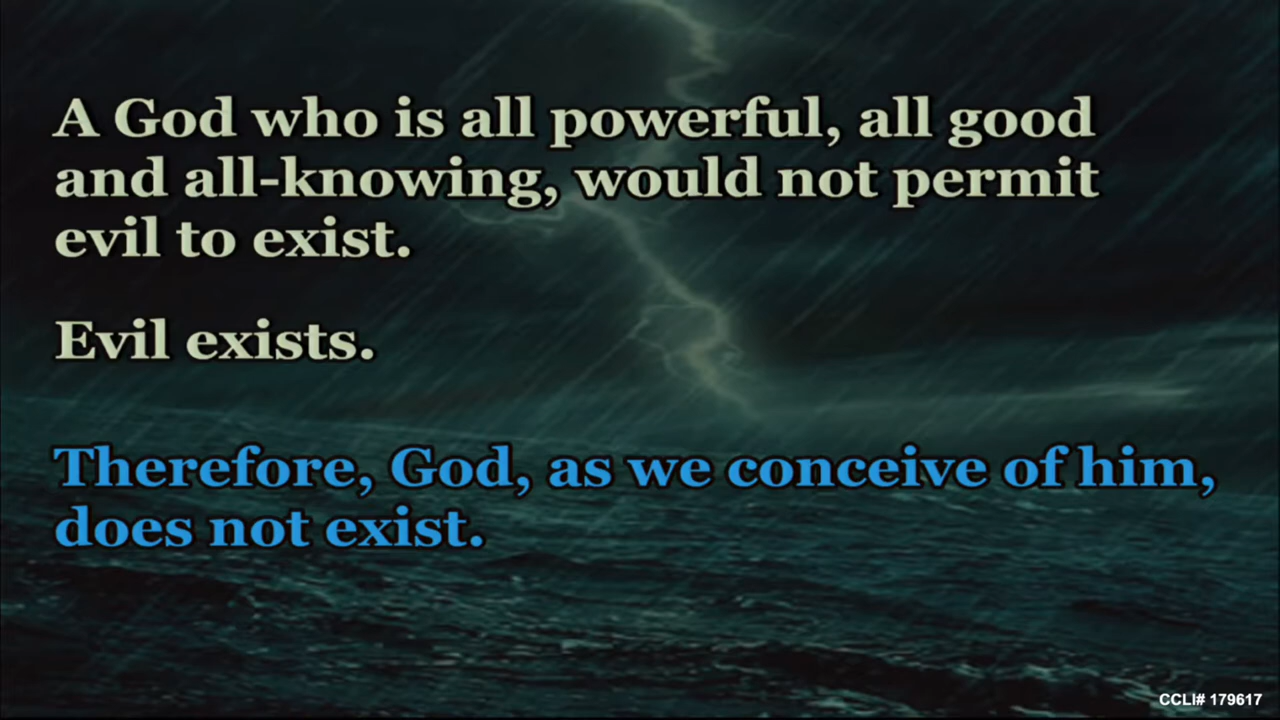 A God who is all powerful, all good
and all-knowing, would not permit
evil to exist.
Evil exists.
Therefore, God, as we conceive of him,
does not exist.
CCLI# 179617